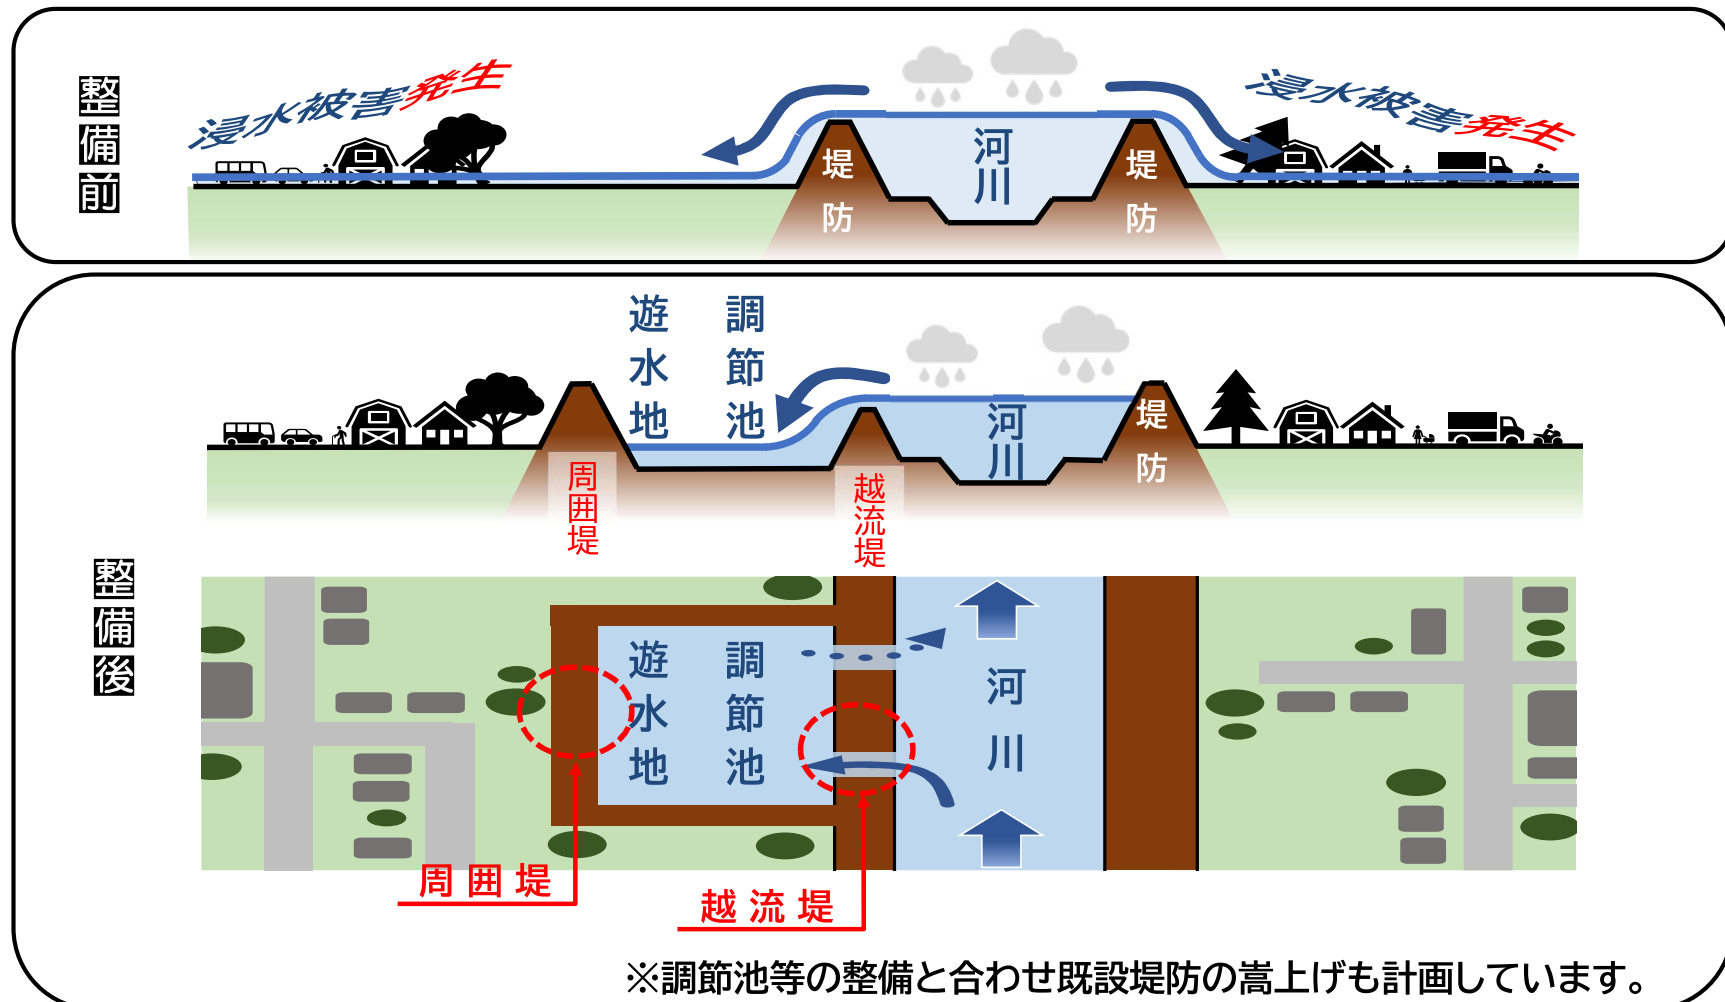 整備前
浸水被害発生
浸水被害発生
堤防
河川
堤防
整備後
調節池
遊水地
河川
堤防
周囲堤
越流堤
調節池
遊水地
河川
周囲堤
越流堤
※調節池等の整備と合わせ既設堤防の嵩上げも計画しています。